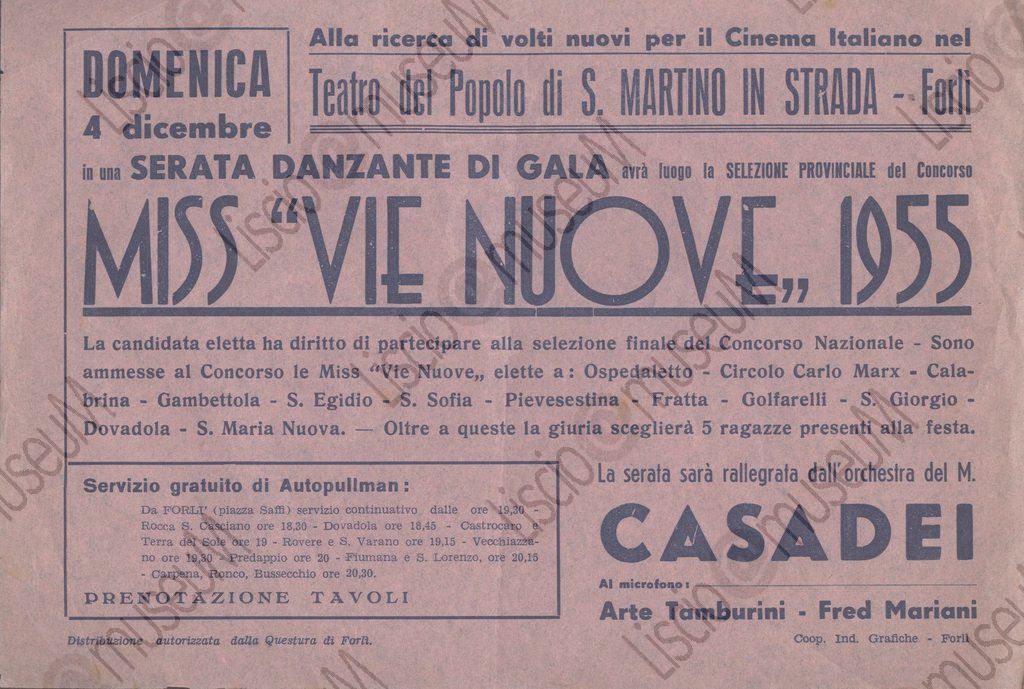 DOMENICA
4 dicembre
Alla ricerca di volti nuovi per il Cinema Italiano nel
Teatro del Popolo di S. MARTINO IN STRADA - Forlì
in una SERATA DANZANTE DI GALA avrà luogo la SELEZIONE PROVINCIALE del Concorso
MISS "VIE NUOVE„ 1955
La candidata eletta ha diritto di partecipare alla selezione finale del Concorso Nazionale - Sono
ammesse al Concorso le Miss "Vie Nuove„ elette a: Ospedaletto - Circolo Carlo Marx - Cala-
brina - Gambettola - S. Egidio - S. Sofia - Pievesestina - Fratta - Golfarelli - S. Giorgio -
Dovadola - S. Maria Nuova. — Oltre a queste la giuria sceglierà 5 ragazze presenti alla festa.
Servizio gratuito di Autopullman:
Da FORLI' (piazza Saffi) servizio continuativo dalle ore 19,30 -
Rocca S. Casciano ore 18,30 - Dovadola ore 18,45 - Castrocaro e
Terra del Sole ore 19 - Rovere e S. Varano ore 19,15 - Vecchiazza-
no ore 19,30 - Predappio ore 20 - Fiumana e S. Lorenzo, ore 20,15
- Carpena, Ronco, Bussecchio ore 20,30.
PRENOTAZIONE TAVOLI
La serata sarà rallegrata dall'orchestra del M.
CASADEI
Al microfono:
Arte Tamburini - Fred Mariani
Distribuzione autorizzata dalla Questura di Forlì.
Coop. Ind. Grafiche - Forlì
Liscio@museuM